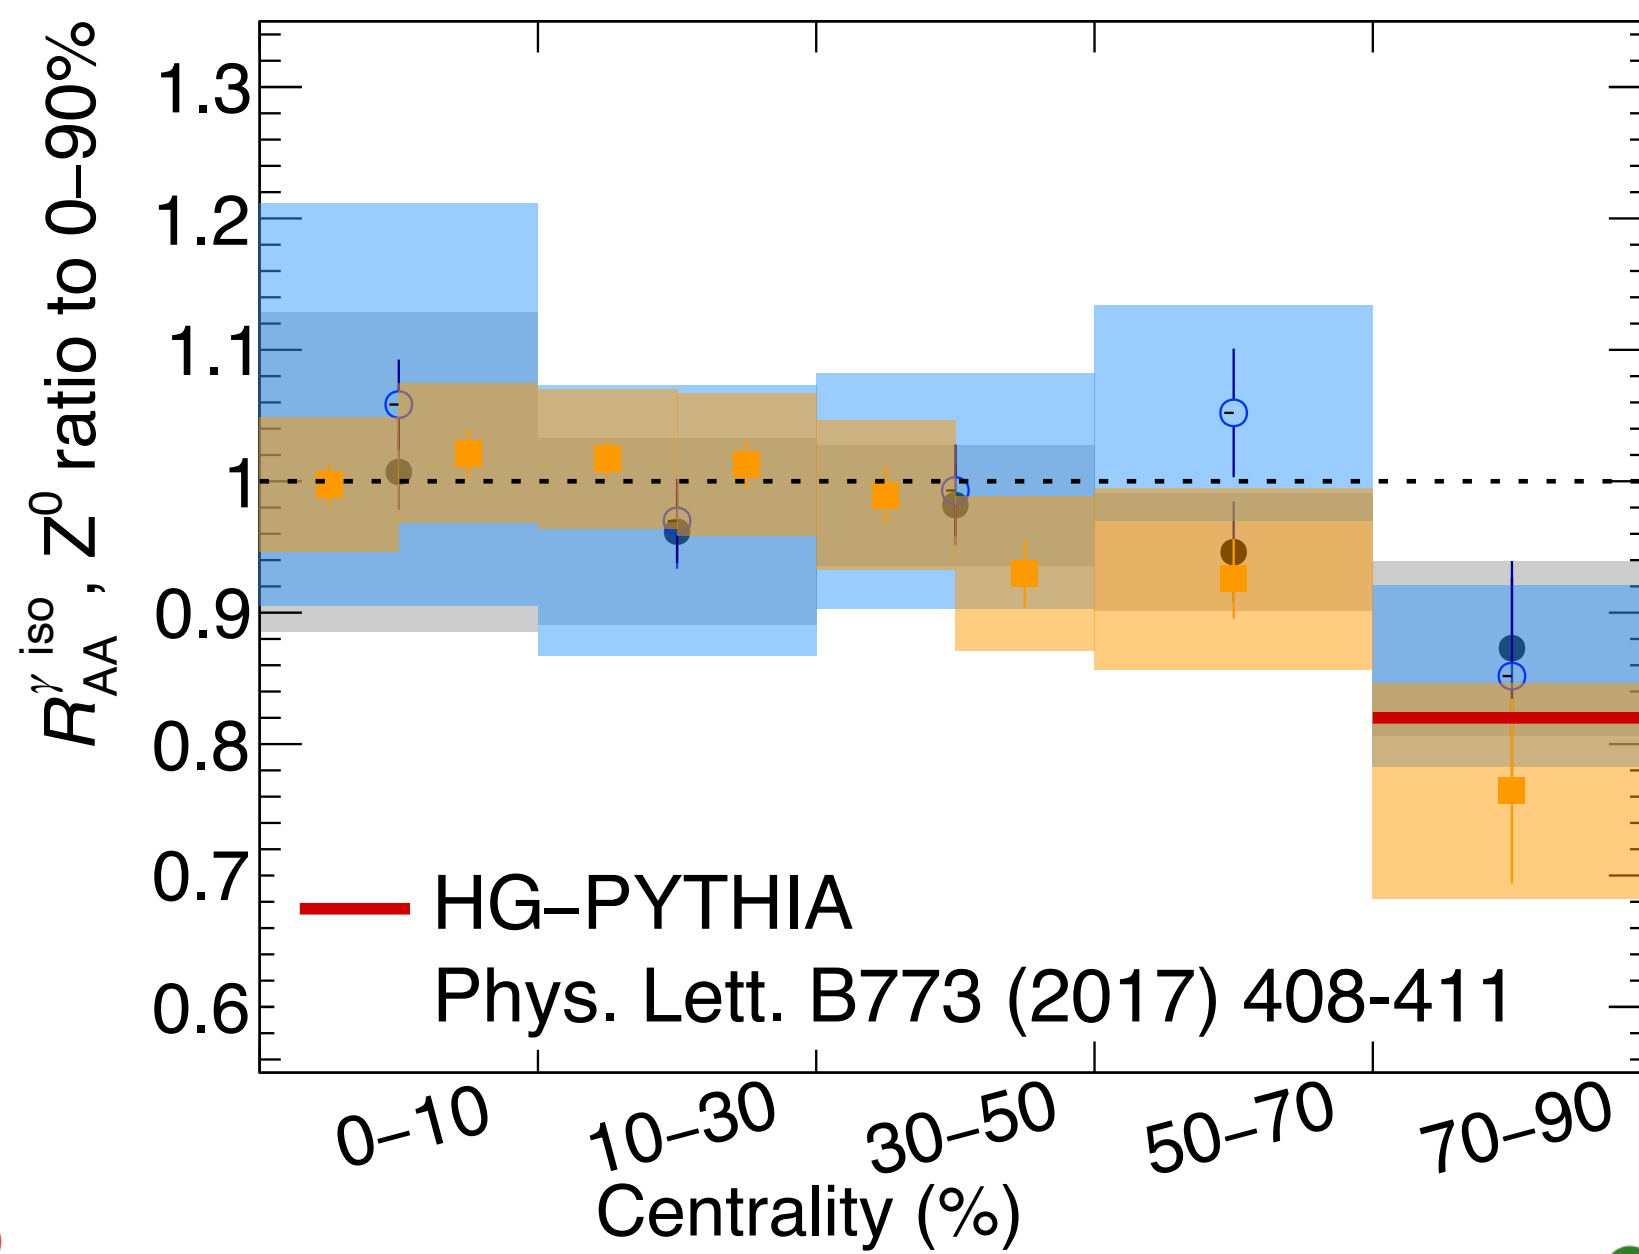 R_AA^γ iso, Z^0 ratio to 0–90%
1.3
1.2
1.1
1
0.9
0.8
0.7
0.6
HG–PYTHIA
Phys. Lett. B773 (2017) 408-411
0–10 10–30 30–50 50–70 70–90
Centrality (%)